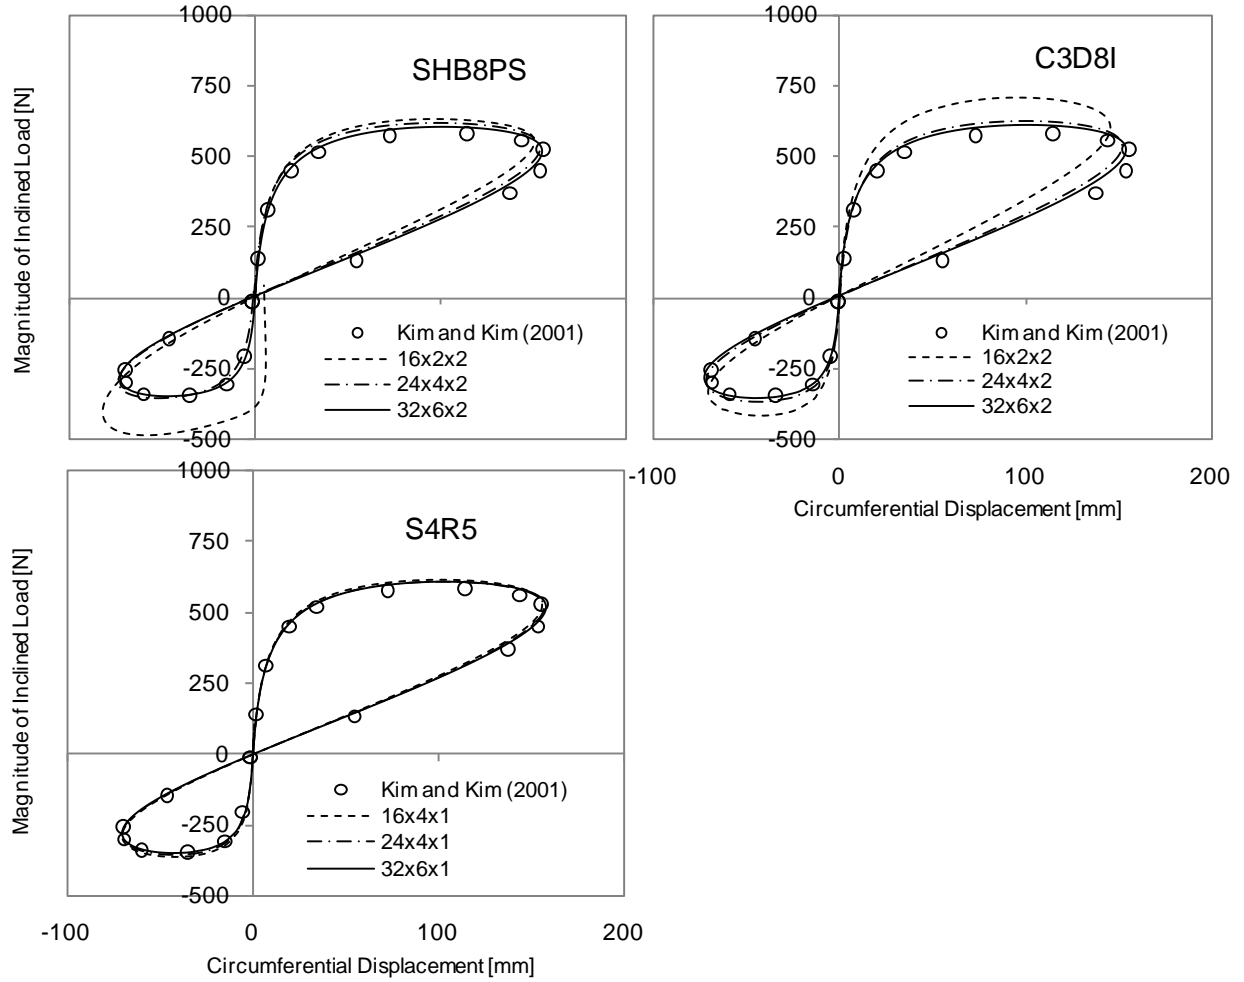 1000
750
500
250
0
-250
-500
Magnitude of Inclined Load [N]
SHB8PS
Kim and Kim (2001)
16x2x2
24x4x2
32x6x2
1000
750
500
250
0
-250
-500
C3D8I
Kim and Kim (2001)
16x2x2
24x4x2
32x6x2
-100 0 100 200
Circumferential Displacement [mm]
1000
750
500
250
0
-250
-500
Magnitude of Inclined Load [N]
S4R5
Kim and Kim (2001)
16x4x1
24x4x1
32x6x1
-100 0 100 200
Circumferential Displacement [mm]